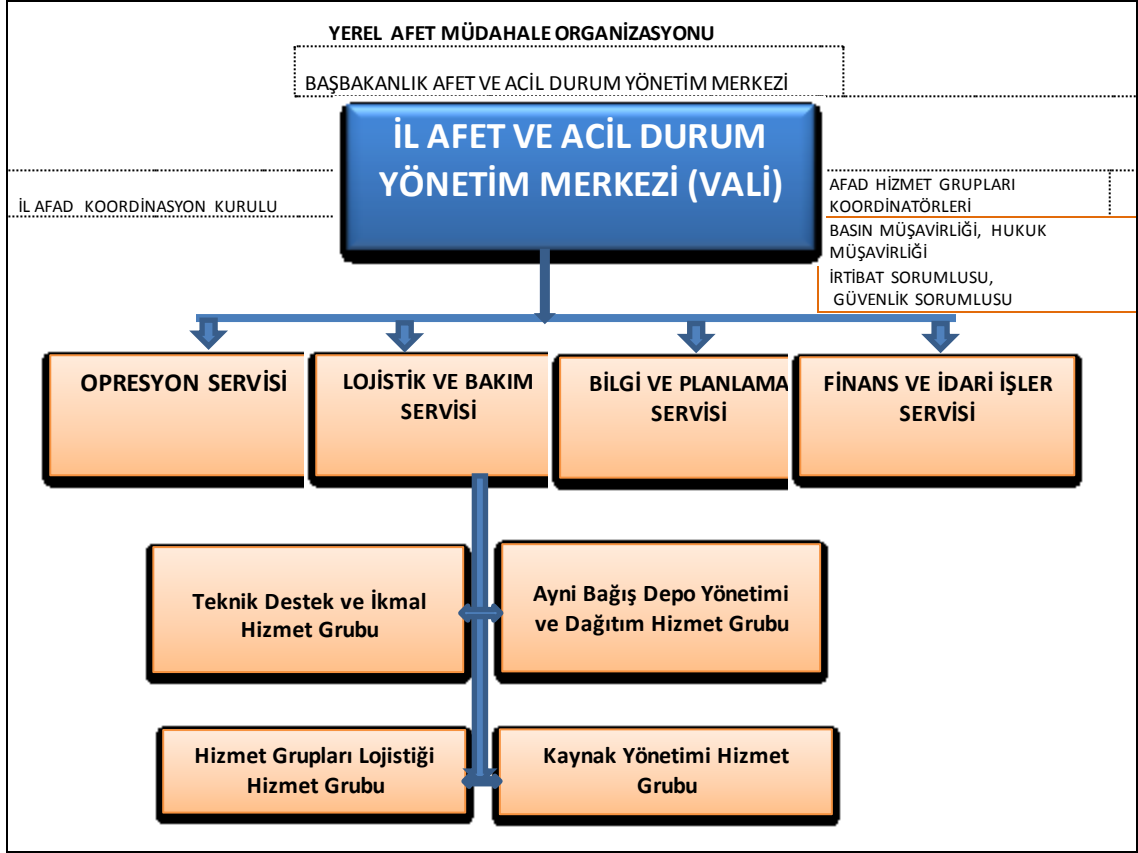 YEREL AFET MÜDAHALE ORGANİZASYONU
BAŞBAKANLIK AFET VE ACİL DURUM YÖNETİM MERKEZİ
İL AFET VE ACİL DURUM
YÖNETİM MERKEZİ (VALİ)
İL AFAD KOORDİNASYON KURULU
AFAD HİZMET GRUPLARI
KOORDİNATÖRLERİ
BASIN MÜŞAVİRLİĞİ, HUKUK
MÜŞAVİRLİĞİ
İRTİBAT SORUMLUSU,
GÜVENLİK SORUMLUSU
OPRESYON SERVİSİ
LOJİSTİK VE BAKIM
SERVİSİ
BİLGİ VE PLANLAMA
SERVİSİ
FİNANS VE İDARİ İŞLER
SERVİSİ
Teknik Destek ve İkmal
Hizmet Grubu
Ayni Bağış Depo Yönetimi
ve Dağıtım Hizmet Grubu
Hizmet Grupları Lojistiği
Hizmet Grubu
Kaynak Yönetimi Hizmet
Grubu